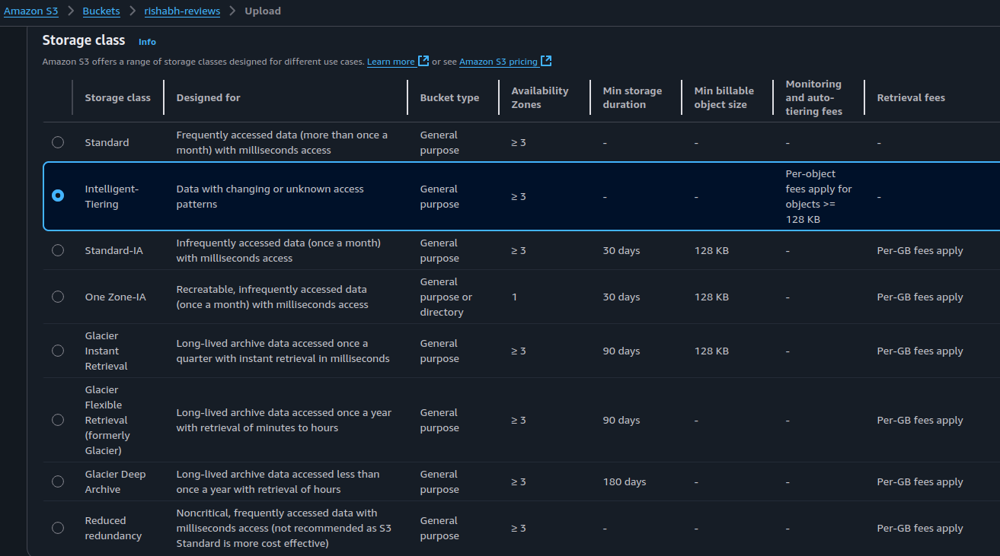 Amazon S3 > Buckets > rishabh-reviews > Upload
Storage class Info
Amazon S3 offers a range of storage classes designed for different use cases. Learn more or see Amazon S3 pricing
Storage class
Designed for
Bucket type
Availability
Zones
Min storage
duration
Min billable
object size
Monitoring
and auto-
tiering fees
Retrieval fees
Standard
Frequently accessed data (more than once a
month) with milliseconds access
General
purpose
≥ 3
-
-
-
-
Intelligent-
Tiering
Data with changing or unknown access
patterns
General
purpose
≥ 3
-
-
Per-object
fees apply for
objects >=
128 KB
-
Standard-IA
Infrequently accessed data (once a month)
with milliseconds access
General
purpose
≥ 3
30 days
128 KB
-
Per-GB fees apply
One Zone-IA
Recreatable, infrequently accessed data
(once a month) with milliseconds access
General
purpose or
directory
1
30 days
128 KB
-
Per-GB fees apply
Glacier
Instant
Retrieval
Long-lived archive data accessed once a
quarter with instant retrieval in milliseconds
General
purpose
≥ 3
90 days
128 KB
-
Per-GB fees apply
Glacier
Flexible
Retrieval
(formerly
Glacier)
Long-lived archive data accessed once a year
with retrieval of minutes to hours
General
purpose
≥ 3
90 days
-
-
Per-GB fees apply
Glacier Deep
Archive
Long-lived archive data accessed less than
once a year with retrieval of hours
General
purpose
≥ 3
180 days
-
-
Per-GB fees apply
Reduced
redundancy
Noncritical, frequently accessed data with
milliseconds access (not recommended as S3
Standard is more cost effective)
General
purpose
≥ 3
-
-
-
Per-GB fees apply